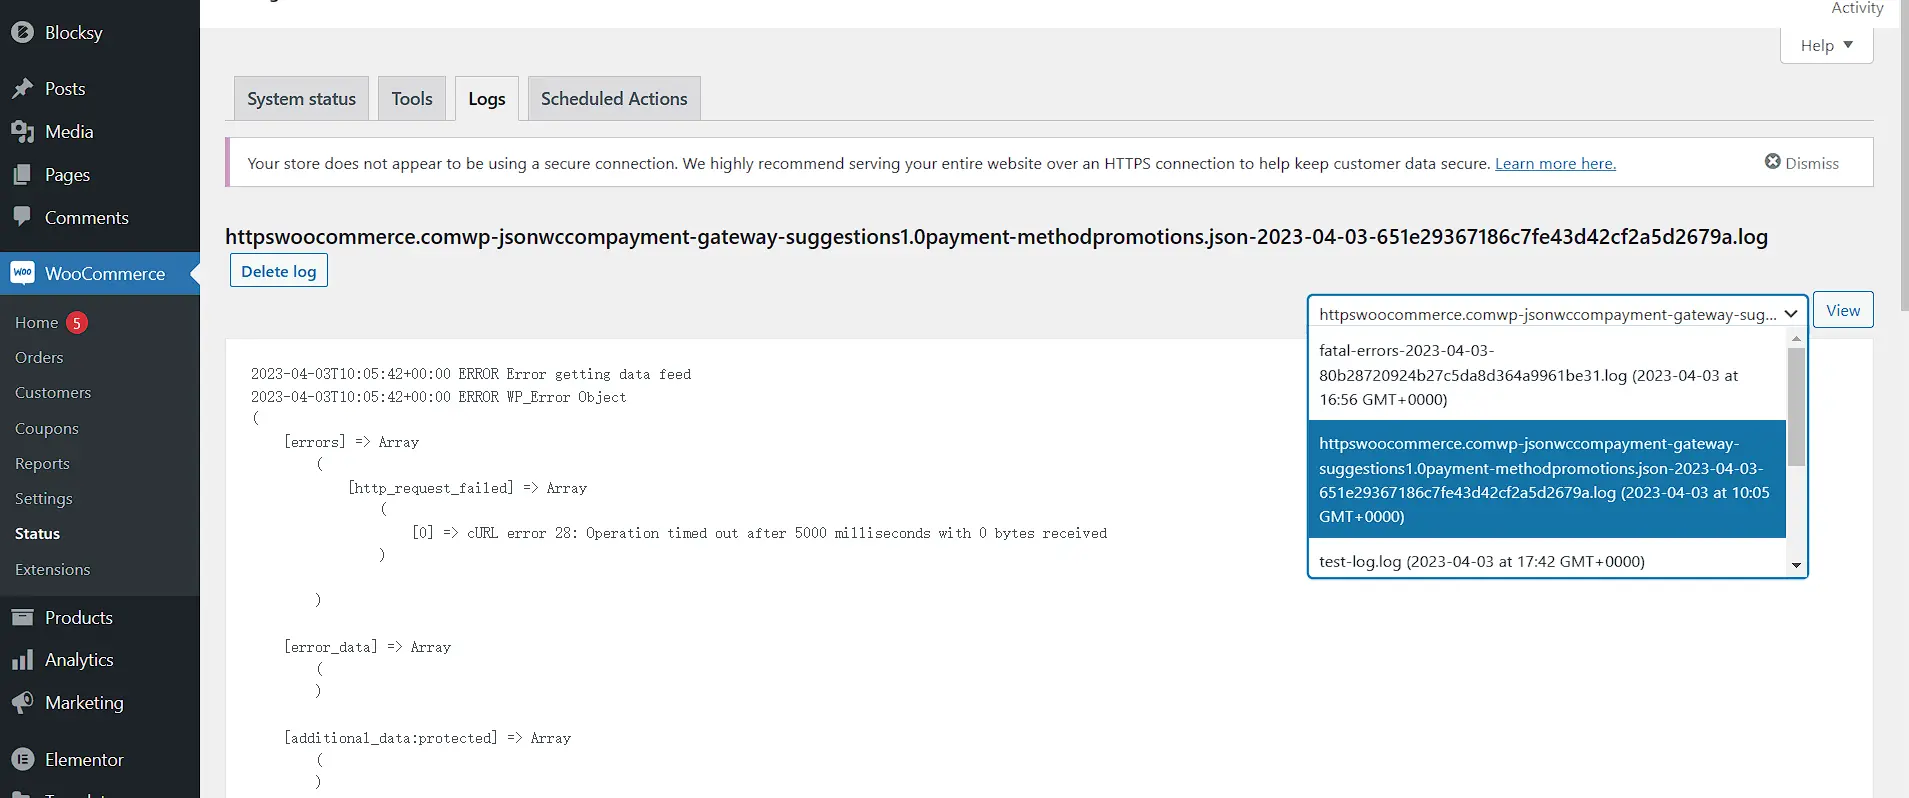 Activity
Help
Blocksy
Posts
Media
Pages
Comments
WooCommerce
Home 5
Orders
Customers
Coupons
Reports
Settings
Status
Extensions
Products
Analytics
Marketing
Elementor
System status
Tools
Logs
Scheduled Actions
Your store does not appear to be using a secure connection. We highly recommend serving your entire website over an HTTPS connection to help keep customer data secure. Learn more here.
Dismiss
httpswoocommerce.comwp-jsonwccompayment-gateway-suggestions1.0payment-methodpromotions.json-2023-04-03-651e29367186c7fe43d42cf2a5d2679a.log
Delete log
httpswoocommerce.comwp-jsonwccompayment-gateway-sug...
View
fatal-errors-2023-04-03-
80b28720924b27c5da8d364a9961be31.log (2023-04-03 at
16:56 GMT+0000)
httpswoocommerce.comwp-jsonwccompayment-gateway-
suggestions1.0payment-methodpromotions.json-2023-04-03-
651e29367186c7fe43d42cf2a5d2679a.log (2023-04-03 at 10:05
GMT+0000)
test-log.log (2023-04-03 at 17:42 GMT+0000)
2023-04-03T10:05:42+00:00 ERROR Error getting data feed
2023-04-03T10:05:42+00:00 ERROR WP_Error Object
(
[errors] => Array
(
[http_request_failed] => Array
(
[0] => cURL error 28: Operation timed out after 5000 milliseconds with 0 bytes received
)
)
[error_data] => Array
(
)
[additional_data:protected] => Array
(
)